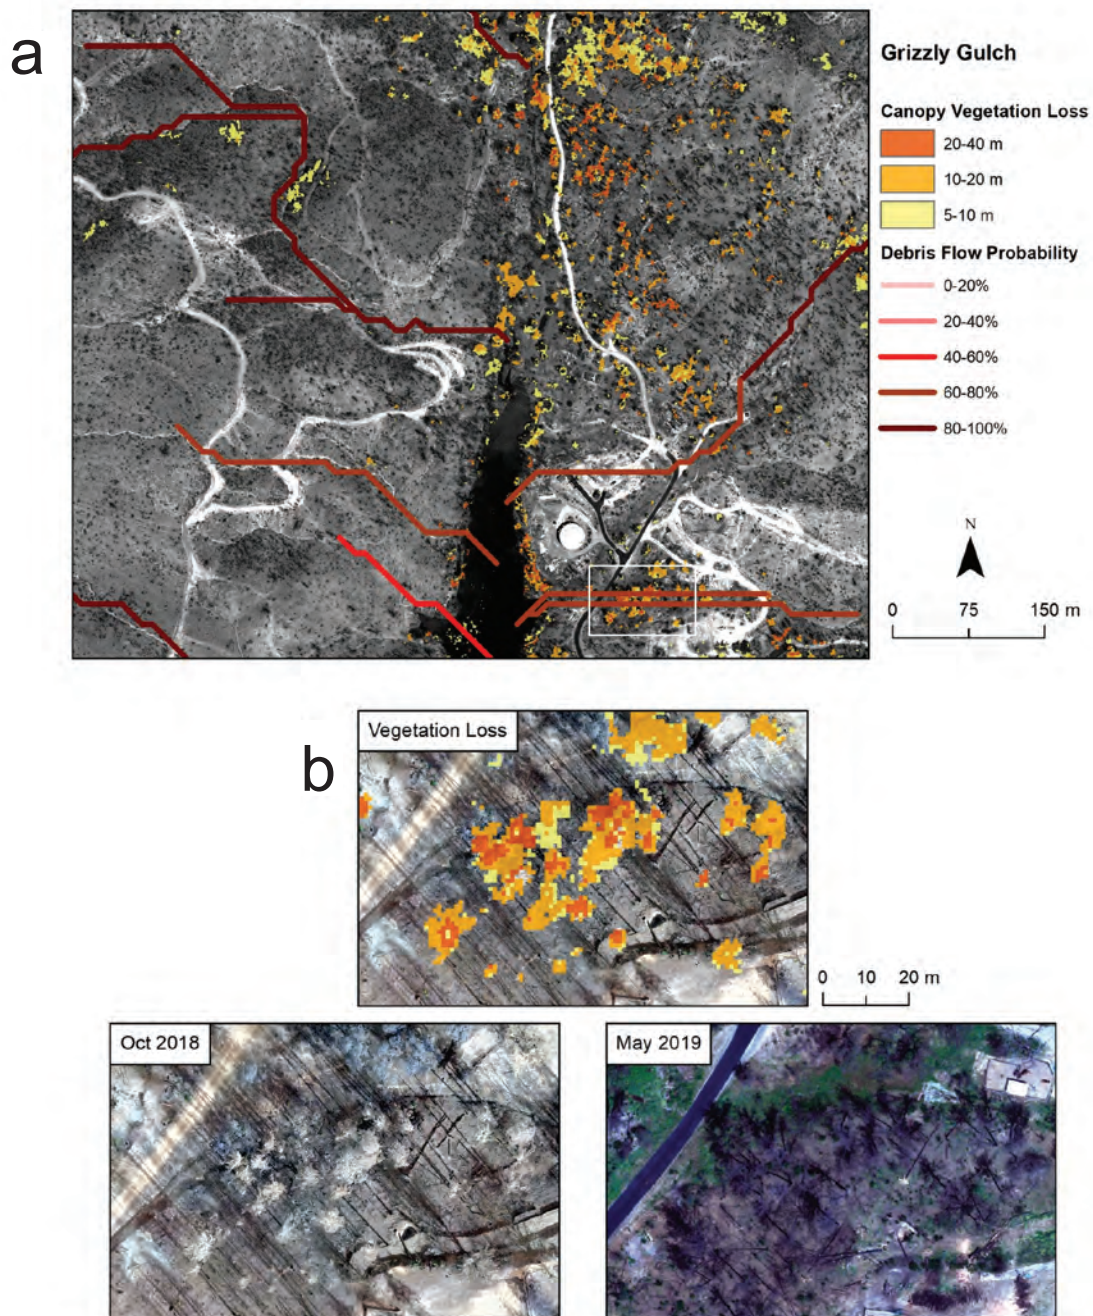 a
Grizzly Gulch
Canopy Vegetation Loss
20-40 m
10-20 m
5-10 m
Debris Flow Probability
0-20%
20-40%
40-60%
60-80%
80-100%
N
0 75 150 m
b
Vegetation Loss
0 10 20 m
Oct 2018
May 2019